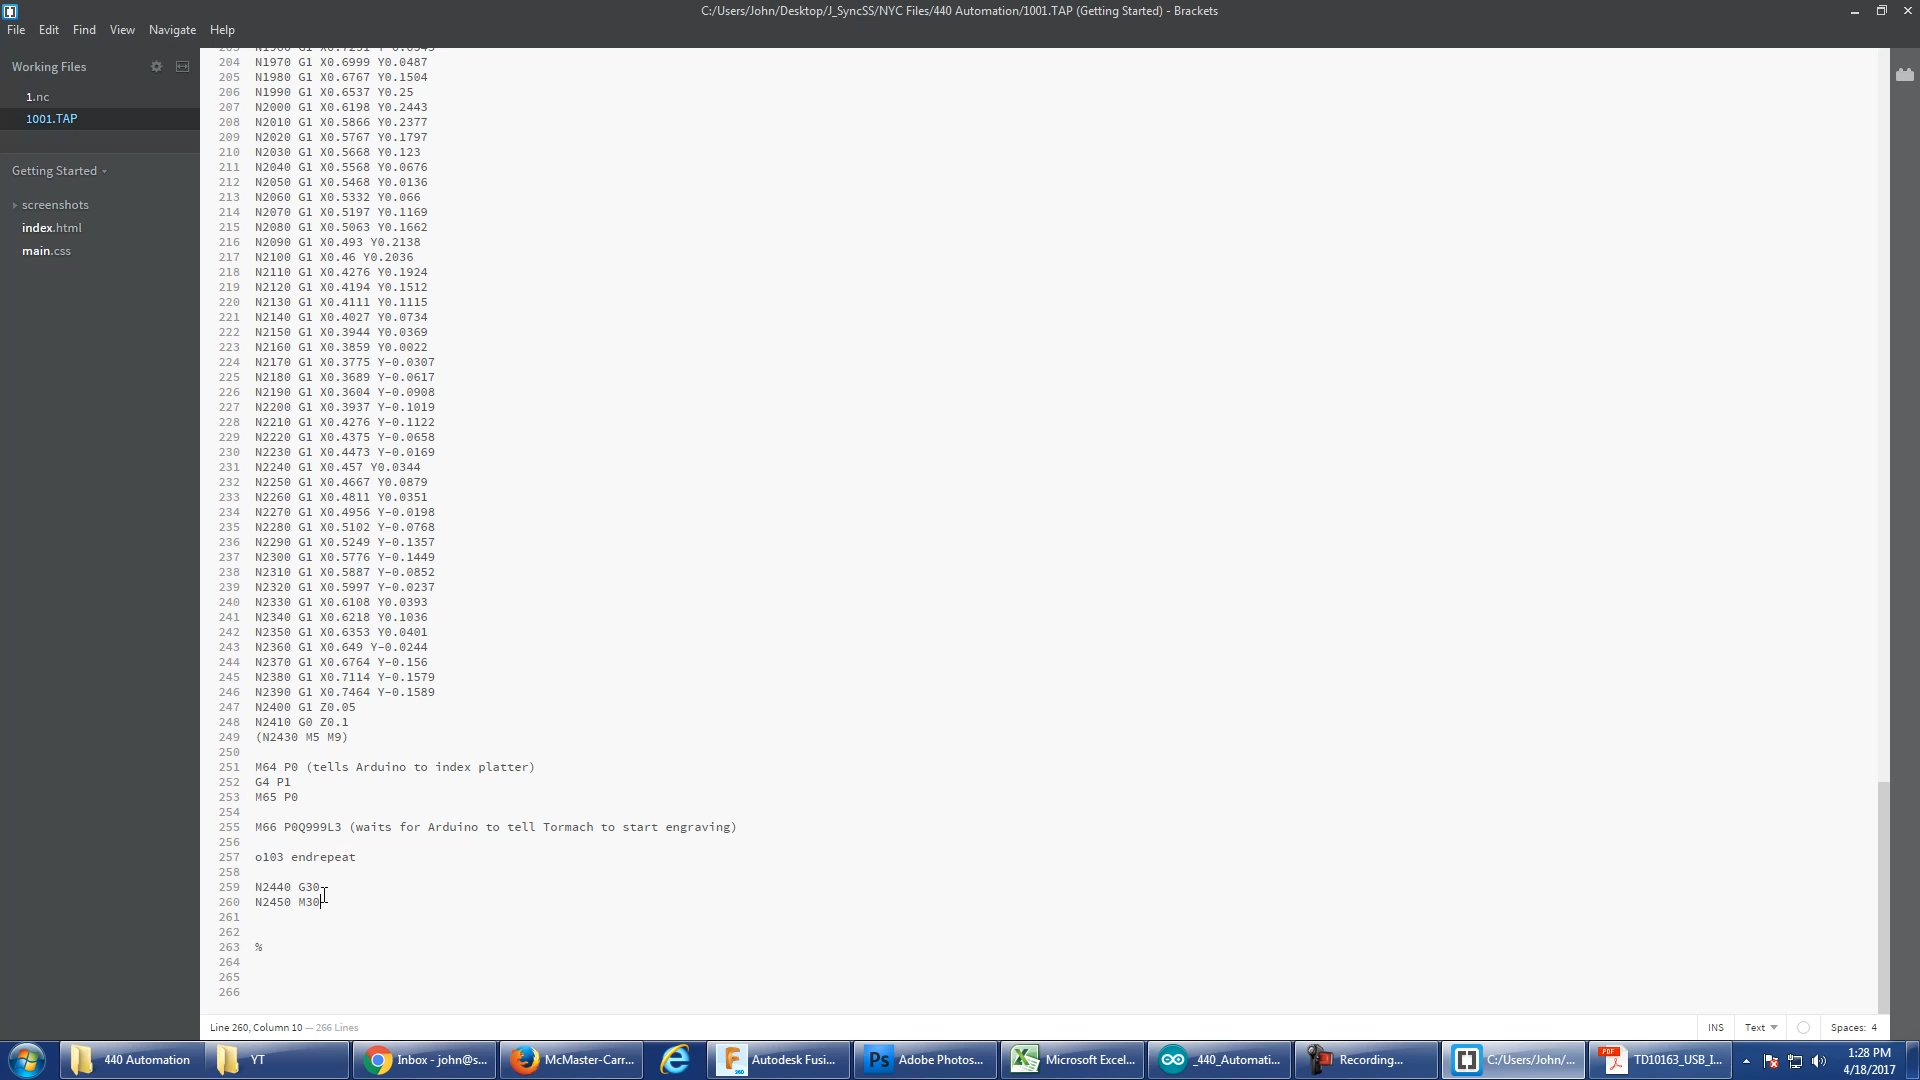 C:/Users/John/Desktop/J_SyncSS/NYC Files/440 Automation/1001.TAP (Getting Started) - Brackets
File Edit Find View Navigate Help
Working Files
1.nc
1001.TAP
Getting Started
screenshots
index.html
main.css
204 N1970 G1 X0.6999 Y0.0487
205 N1980 G1 X0.6767 Y0.1504
206 N1990 G1 X0.6537 Y0.25
207 N2000 G1 X0.6198 Y0.2443
208 N2010 G1 X0.5866 Y0.2377
209 N2020 G1 X0.5767 Y0.1797
210 N2030 G1 X0.5668 Y0.123
211 N2040 G1 X0.5568 Y0.0676
212 N2050 G1 X0.5468 Y0.0136
213 N2060 G1 X0.5332 Y0.066
214 N2070 G1 X0.5197 Y0.1169
215 N2080 G1 X0.5063 Y0.1662
216 N2090 G1 X0.493 Y0.2138
217 N2100 G1 X0.46 Y0.2036
218 N2110 G1 X0.4276 Y0.1924
219 N2120 G1 X0.4194 Y0.1512
220 N2130 G1 X0.4111 Y0.1115
221 N2140 G1 X0.4027 Y0.0734
222 N2150 G1 X0.3944 Y0.0369
223 N2160 G1 X0.3859 Y0.0022
224 N2170 G1 X0.3775 Y-0.0307
225 N2180 G1 X0.3689 Y-0.0617
226 N2190 G1 X0.3604 Y-0.0908
227 N2200 G1 X0.3937 Y-0.1019
228 N2210 G1 X0.4276 Y-0.1122
229 N2220 G1 X0.4375 Y-0.0658
230 N2230 G1 X0.4473 Y-0.0169
231 N2240 G1 X0.457 Y0.0344
232 N2250 G1 X0.4667 Y0.0879
233 N2260 G1 X0.4811 Y0.0351
234 N2270 G1 X0.4956 Y-0.0198
235 N2280 G1 X0.5102 Y-0.0768
236 N2290 G1 X0.5249 Y-0.1357
237 N2300 G1 X0.5776 Y-0.1449
238 N2310 G1 X0.5887 Y-0.0852
239 N2320 G1 X0.5997 Y-0.0237
240 N2330 G1 X0.6108 Y0.0393
241 N2340 G1 X0.6218 Y0.1036
242 N2350 G1 X0.6353 Y0.0401
243 N2360 G1 X0.649 Y-0.0244
244 N2370 G1 X0.6764 Y-0.156
245 N2380 G1 X0.7114 Y-0.1579
246 N2390 G1 X0.7464 Y-0.1589
247 N2400 G1 Z0.05
248 N2410 G0 Z0.1
249 (N2430 M5 M9)
250
251 M64 P0 (tells Arduino to index platter)
252 G4 P1
253 M65 P0
254
255 M66 P0Q999L3 (waits for Arduino to tell Tormach to start engraving)
256
257 o103 endrepeat
258
259 N2440 G30
260 N2450 M30
261
262
263 %
264
265
266
Line 260, Column 10 — 266 Lines
INS Text Spaces: 4
440 Automation YT Inbox - john@s... McMaster-Carr... Autodesk Fusi... Adobe Photos... Microsoft Excel... _440_Automati... Recording... C:/Users/John/... TD10163_USB_I... 1:28 PM
4/18/2017